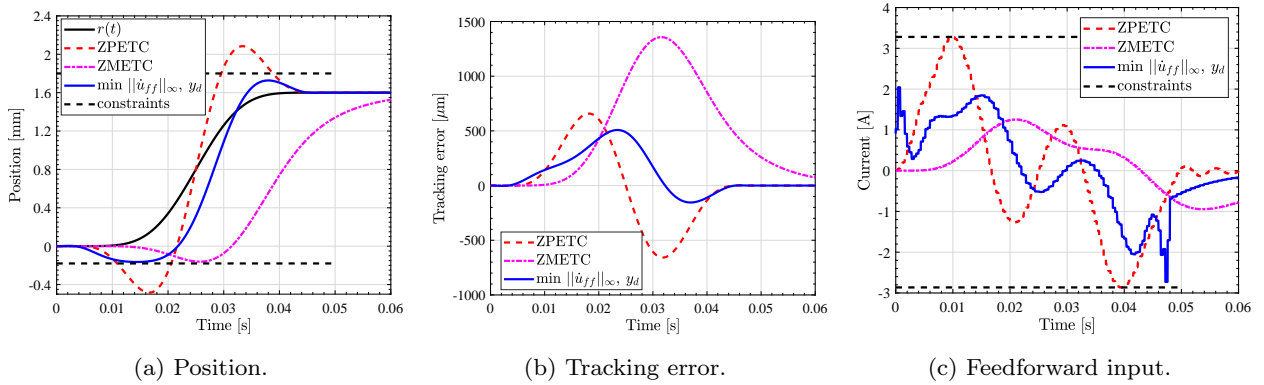 2.4
2
1.6
1.2
0.8
0.4
0
-0.4
Position [mm]
r(t)
ZPETC
ZMETC
min ||u̇_ff||_∞, y_d
constraints
0 0.01 0.02 0.03 0.04 0.05 0.06
Time [s]
(a) Position.
1500
1000
500
0
-500
-1000
Tracking error [μm]
ZPETC
ZMETC
min ||u̇_ff||_∞, y_d
0 0.01 0.02 0.03 0.04 0.05 0.06
Time [s]
(b) Tracking error.
4
3
2
1
0
-1
-2
-3
Current [A]
ZPETC
ZMETC
min ||u̇_ff||_∞, y_d
constraints
0 0.01 0.02 0.03 0.04 0.05 0.06
Time [s]
(c) Feedforward input.